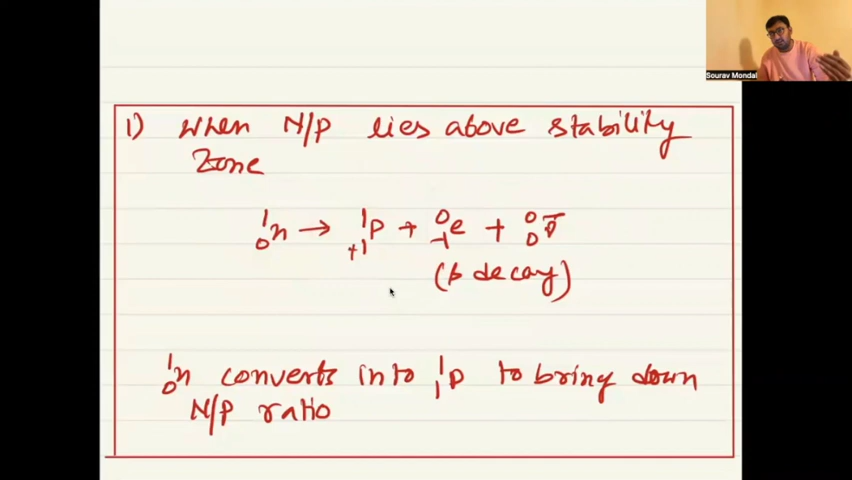 Sourav Mondal
1) When N/P lies above stability
Zone
¹₀n → ¹₊₁P + ⁰₋₁e + ⁰₀ν̅
(β decay)
¹₀n converts into ¹₁P to bring down
N/P ratio